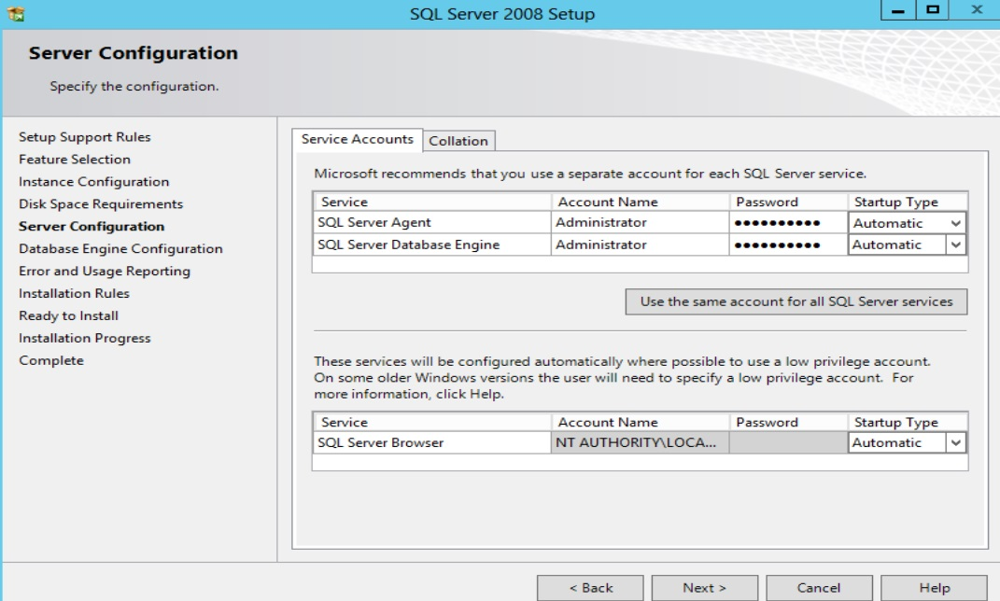 SQL Server 2008 Setup
Server Configuration
Specify the configuration.
Setup Support Rules
Feature Selection
Instance Configuration
Disk Space Requirements
Server Configuration
Database Engine Configuration
Error and Usage Reporting
Installation Rules
Ready to Install
Installation Progress
Complete
Service Accounts Collation
Microsoft recommends that you use a separate account for each SQL Server service.
Service Account Name Password Startup Type
SQL Server Agent Administrator ●●●●●●●●●● Automatic
SQL Server Database Engine Administrator ●●●●●●●●●● Automatic
Use the same account for all SQL Server services
These services will be configured automatically where possible to use a low privilege account.
On some older Windows versions the user will need to specify a low privilege account. For
more information, click Help.
Service Account Name Password Startup Type
SQL Server Browser NT AUTHORITY\LOCA... Automatic
< Back Next > Cancel Help